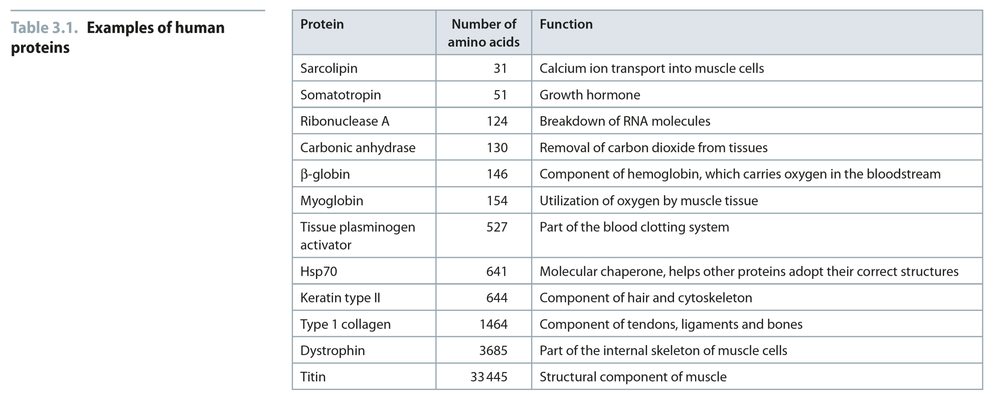 Table 3.1. Examples of human
proteins
Protein Number of amino acids Function
Sarcolipin 31 Calcium ion transport into muscle cells
Somatotropin 51 Growth hormone
Ribonuclease A 124 Breakdown of RNA molecules
Carbonic anhydrase 130 Removal of carbon dioxide from tissues
β-globin 146 Component of hemoglobin, which carries oxygen in the bloodstream
Myoglobin 154 Utilization of oxygen by muscle tissue
Tissue plasminogen activator 527 Part of the blood clotting system
Hsp70 641 Molecular chaperone, helps other proteins adopt their correct structures
Keratin type II 644 Component of hair and cytoskeleton
Type 1 collagen 1464 Component of tendons, ligaments and bones
Dystrophin 3685 Part of the internal skeleton of muscle cells
Titin 33 445 Structural component of muscle